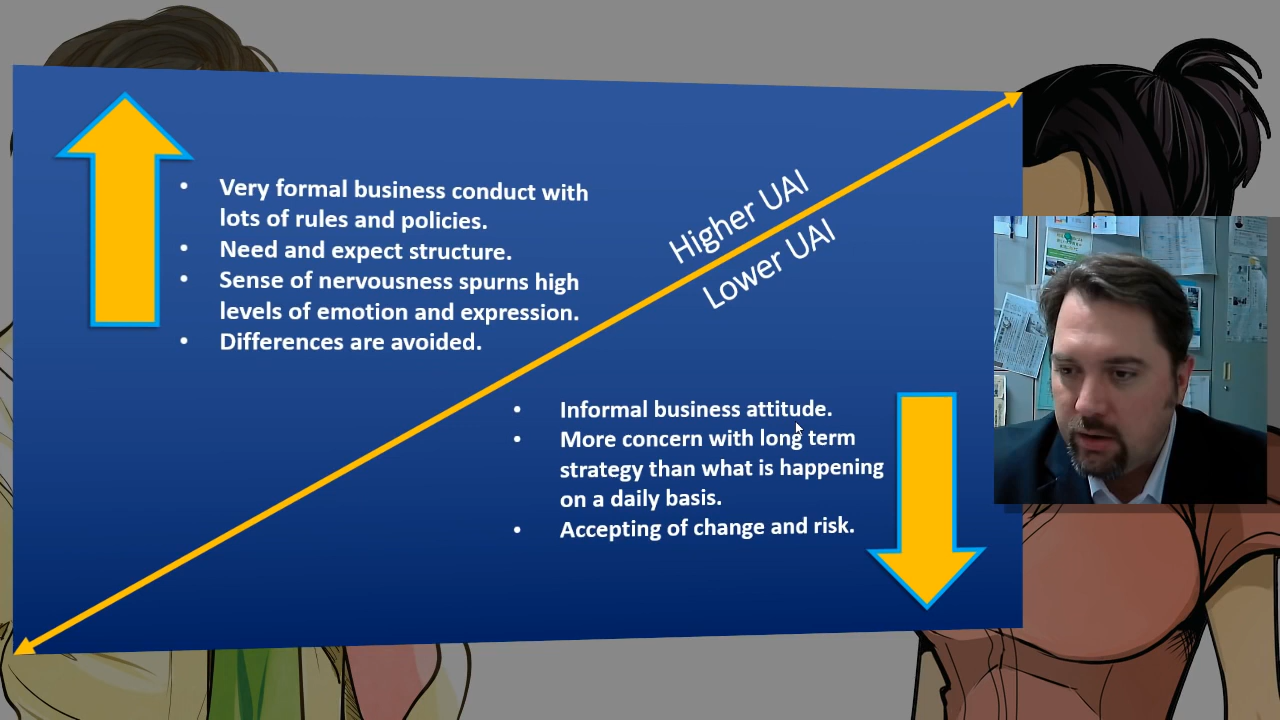 Very formal business conduct with
lots of rules and policies.
Need and expect structure.
Sense of nervousness spurns high
levels of emotion and expression.
Differences are avoided.
Higher UAI
Lower UAI
Informal business attitude.
More concern with long term
strategy than what is happening
on a daily basis.
Accepting of change and risk.